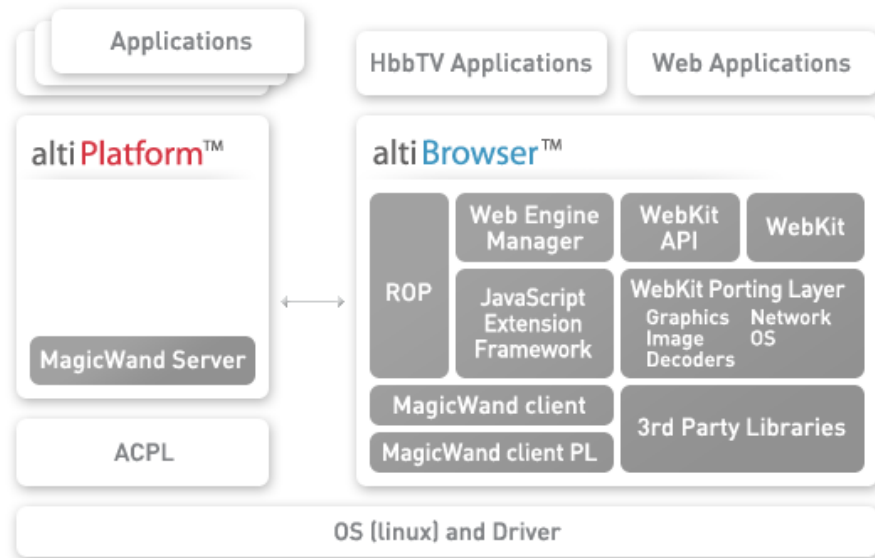 Applications
HbbTV Applications
Web Applications
altiPlatform™
MagicWand Server
ACPL
altiBrowser™
ROP
Web Engine
Manager
WebKit
API
WebKit
JavaScript
Extension
Framework
WebKit Porting Layer
Graphics Network
Image OS
Decoders
MagicWand client
MagicWand client PL
3rd Party Libraries
OS (linux) and Driver